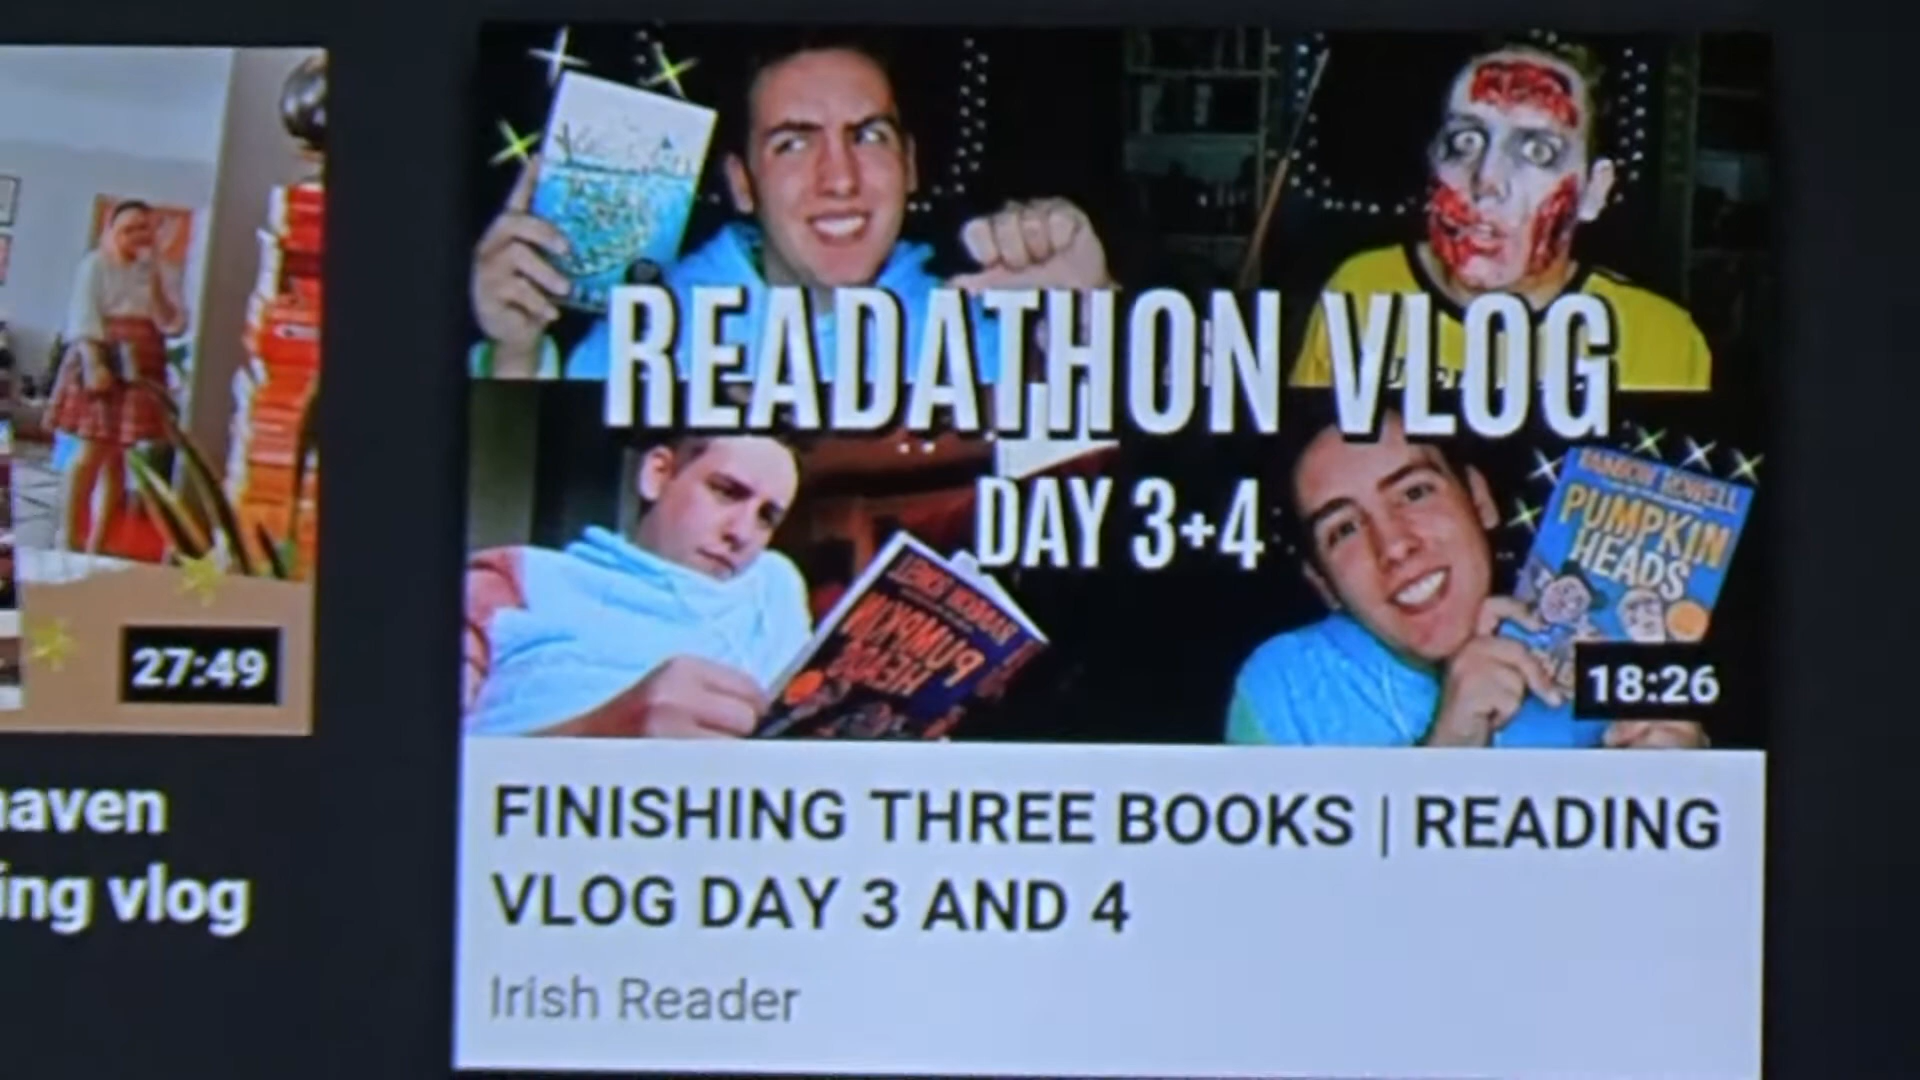 READATHON VLOG
DAY 3+4
PUMPKIN
HEADS
PUMPKIN
HEADS
27:49
18:26
haven
ing vlog
FINISHING THREE BOOKS | READING
VLOG DAY 3 AND 4
Irish Reader